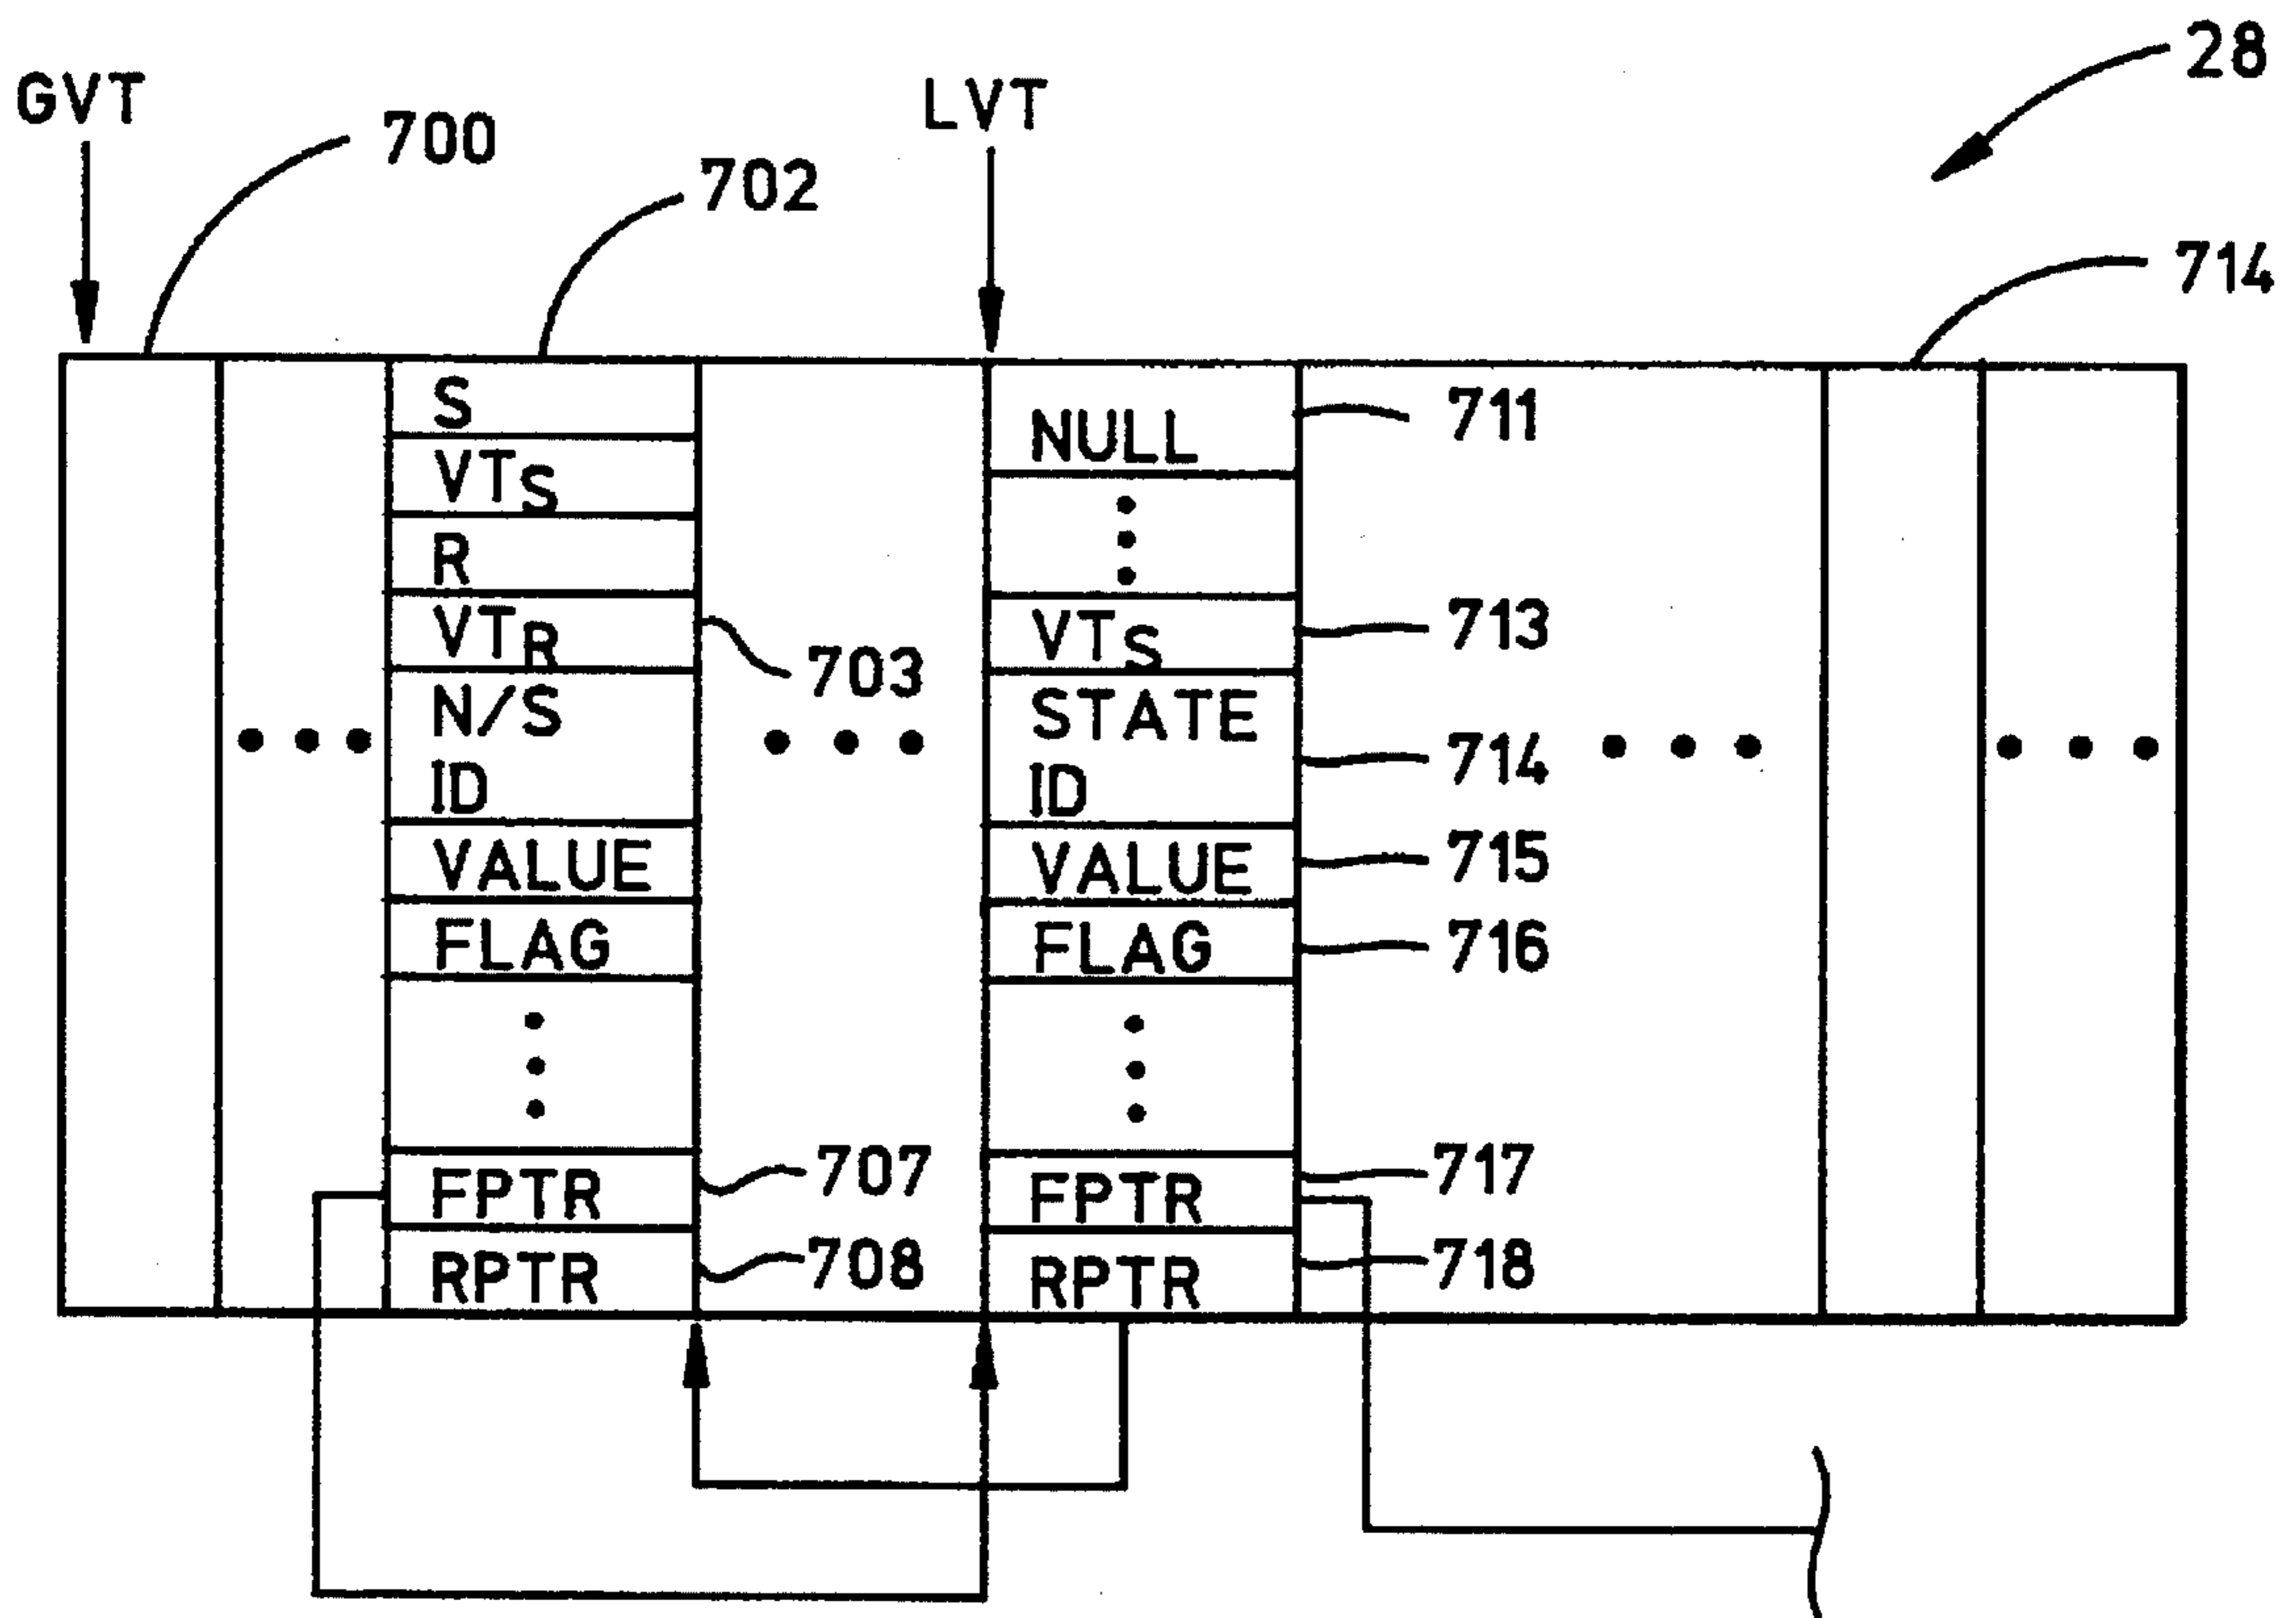 28
GVT
LVT
700
702
714
S
VTS
R
VTR
703
N/S
ID
VALUE
FLAG
FPTR
707
RPTR
708
NULL
711
VTS
713
STATE
ID
714
VALUE
715
FLAG
716
FPTR
717
RPTR
718